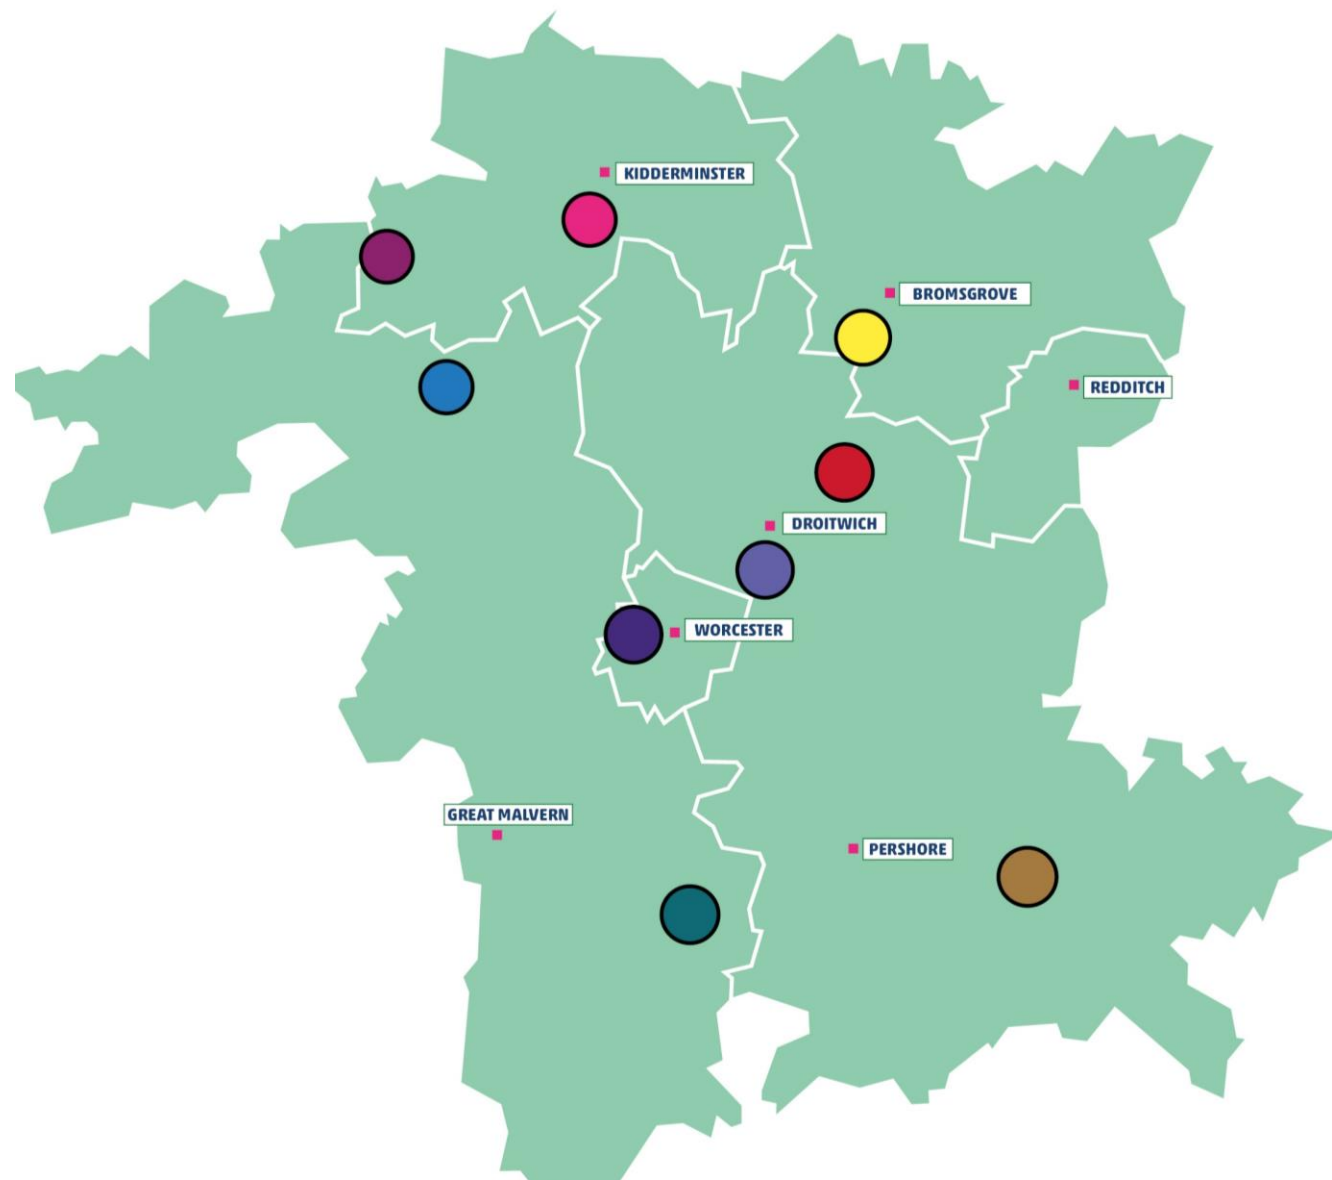 KIDDERMINSTER
BROMSGROVE
REDDITCH
DROITWICH
WORCESTER
GREAT MALVERN
PERSHORE